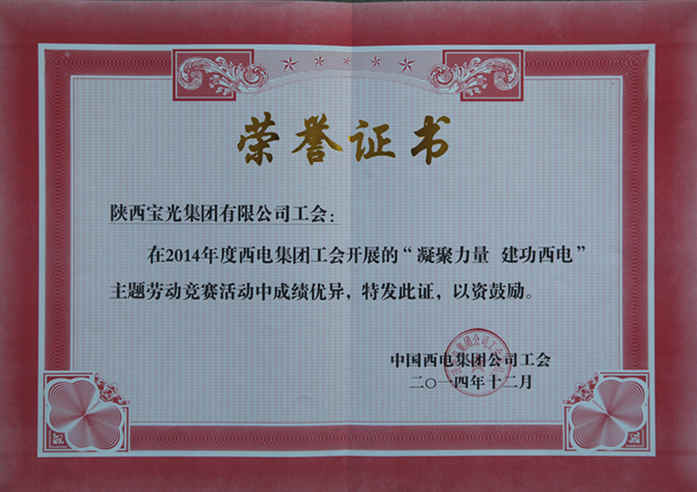 荣誉证书
陕西宝光集团有限公司工会：
在2014年度西电集团工会开展的“凝聚力量 建功西电”
主题劳动竞赛活动中成绩优异，特发此证，以资鼓励。
中国西电集团公司工会
二〇一四年十二月